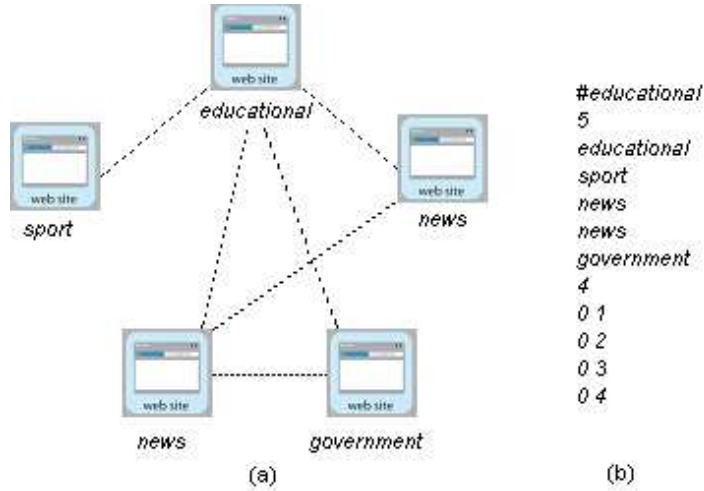 web site
educational
web site
sport
web site
news
web site
news
web site
government
(a)
#educational
5
educational
sport
news
news
government
4
0 1
0 2
0 3
0 4
(b)